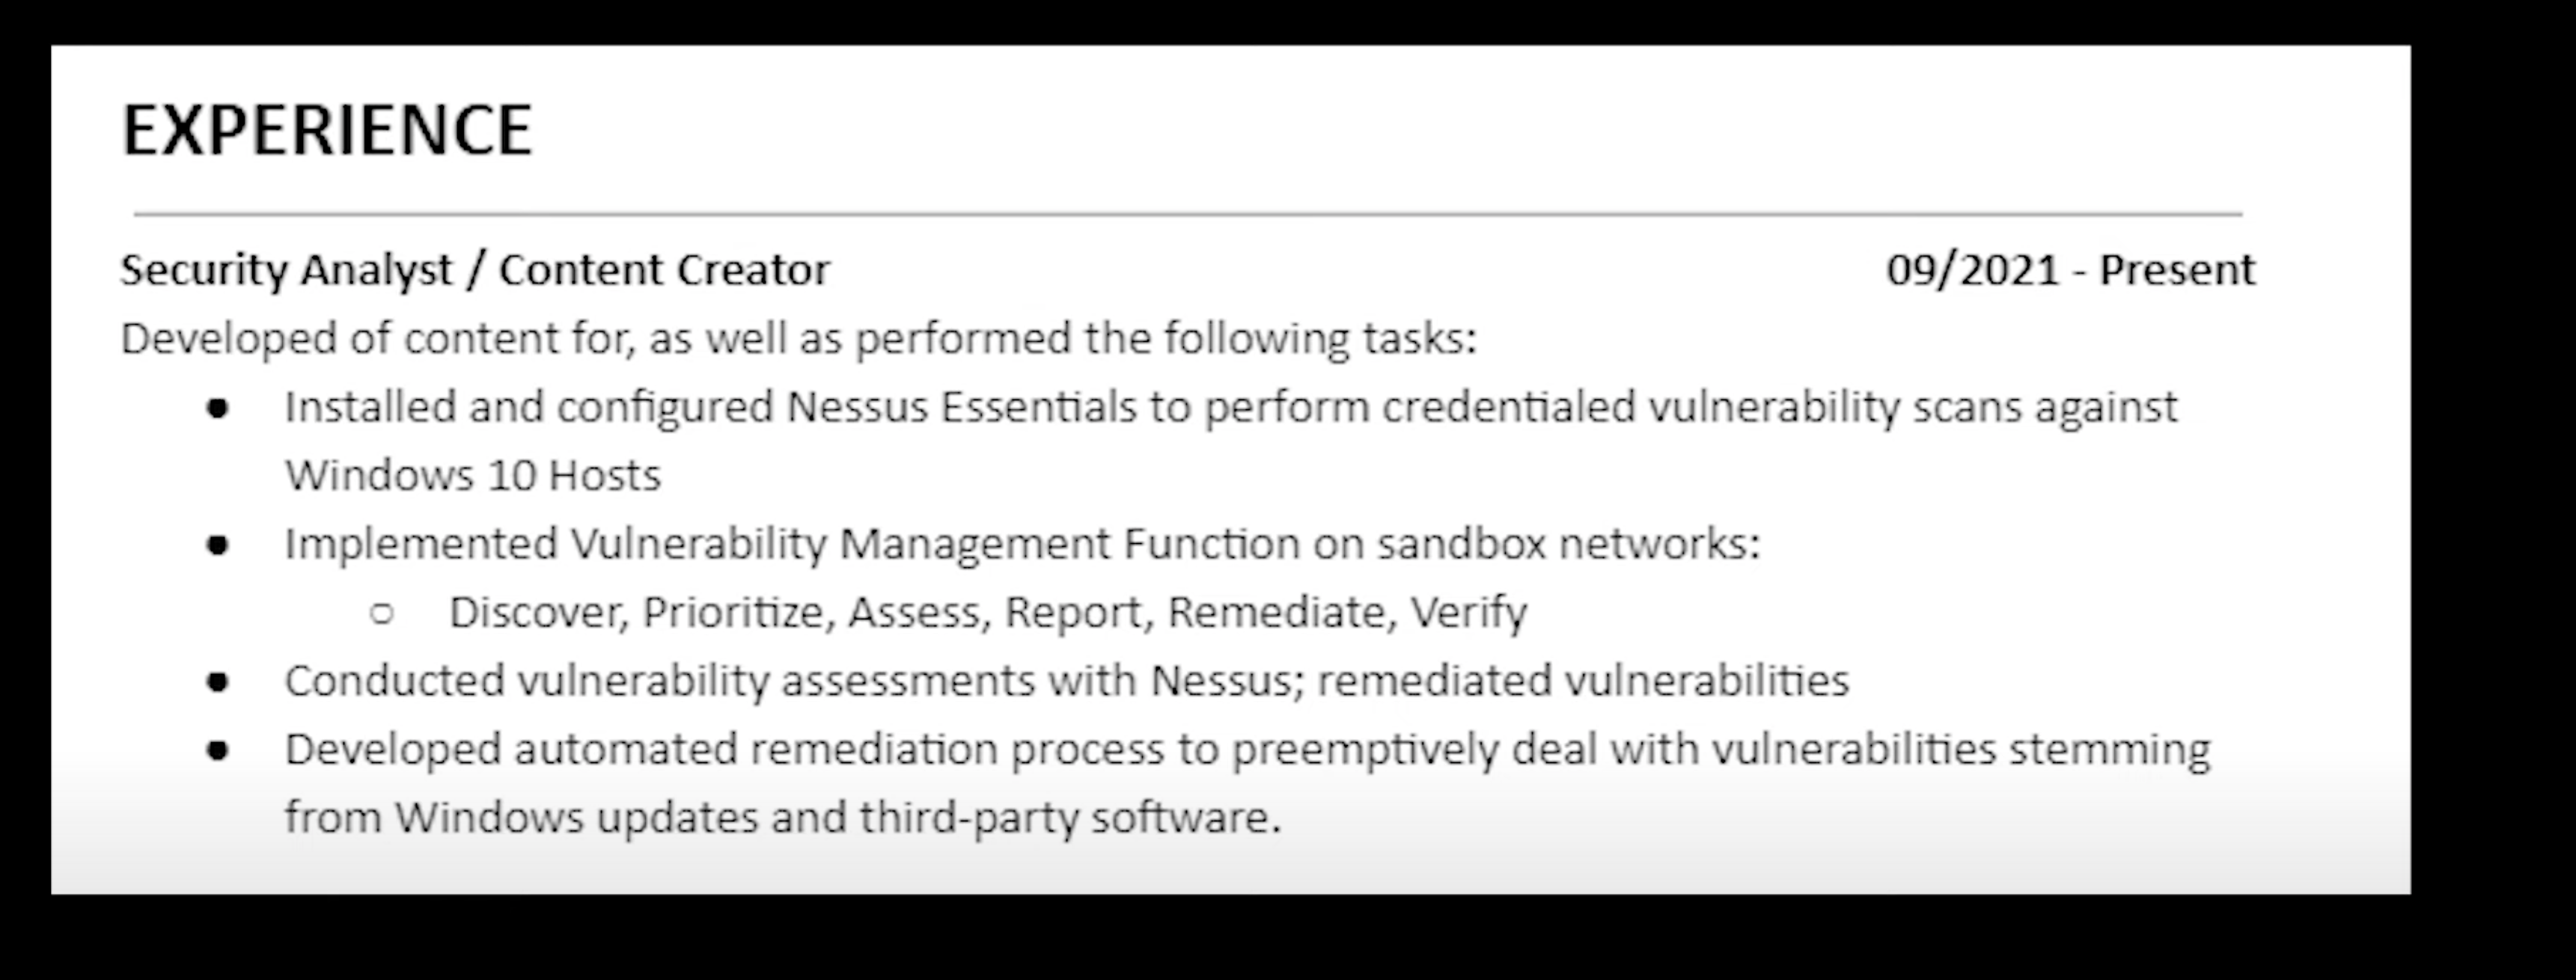 EXPERIENCE
Security Analyst / Content Creator 09/2021 - Present
Developed of content for, as well as performed the following tasks:
● Installed and configured Nessus Essentials to perform credentialed vulnerability scans against
Windows 10 Hosts
● Implemented Vulnerability Management Function on sandbox networks:
○ Discover, Prioritize, Assess, Report, Remediate, Verify
● Conducted vulnerability assessments with Nessus; remediated vulnerabilities
● Developed automated remediation process to preemptively deal with vulnerabilities stemming
from Windows updates and third-party software.